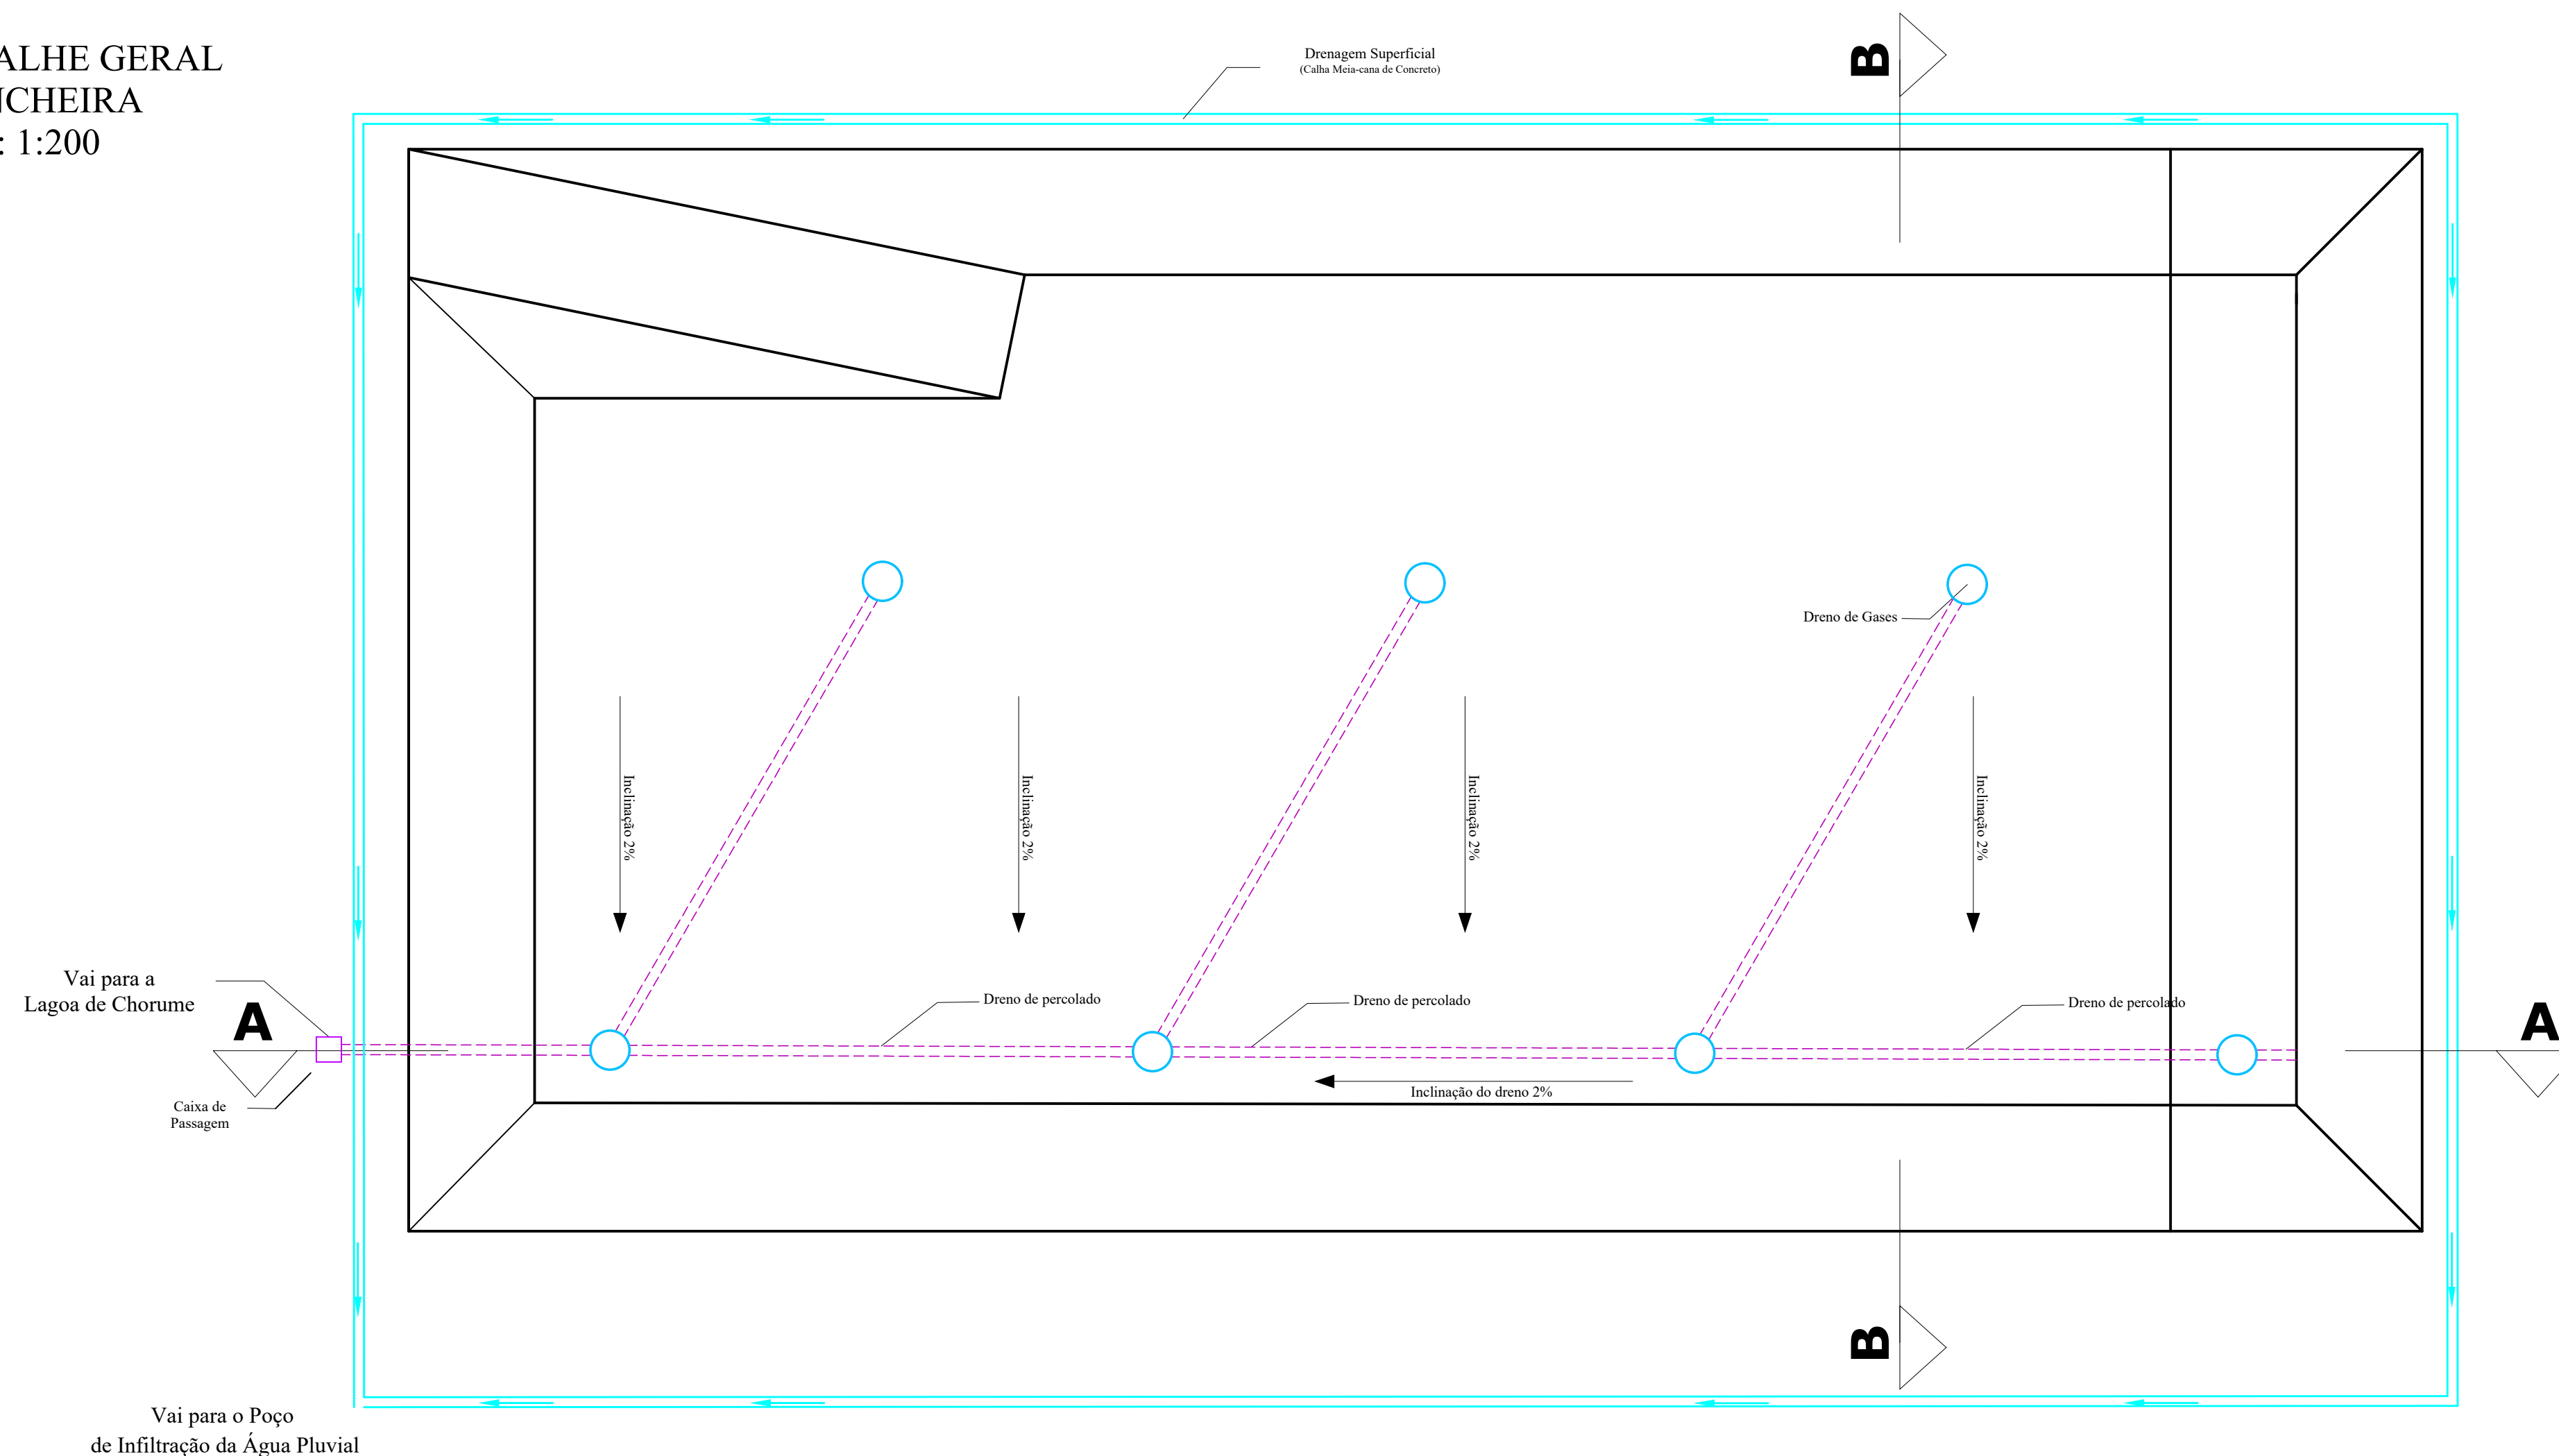 ALHE GERAL
NCHEIRA
: 1:200
Drenagem Superficial
(Calha Meia-cana de Concreto)
B
Dreno de Gases
Inclinação 2%
Inclinação 2%
Inclinação 2%
Inclinação 2%
Vai para a
Lagoa de Chorume
A
Dreno de percolado
Dreno de percolado
Dreno de percolado
A
Inclinação do dreno 2%
Caixa de
Passagem
B
Vai para o Poço
de Infiltração da Água Pluvial